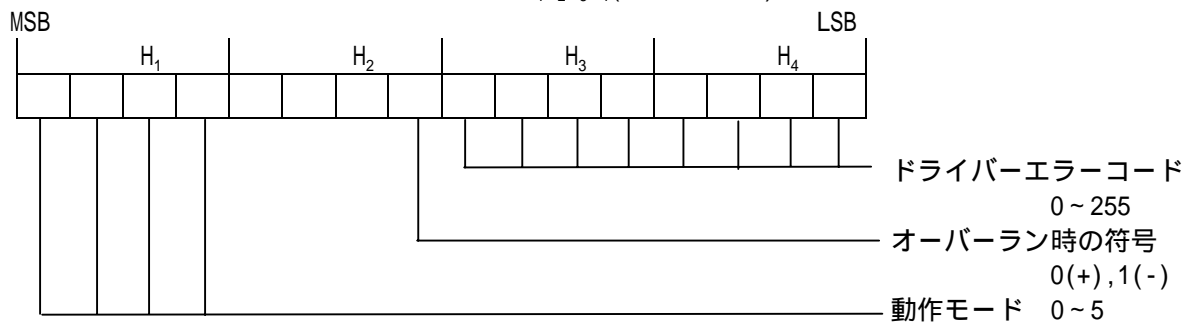 MSB LSB
H₁ H₂ H₃ H₄
ドライバーエラーコード
0~255
オーバーラン時の符号
0(+),1(-)
動作モード 0~5